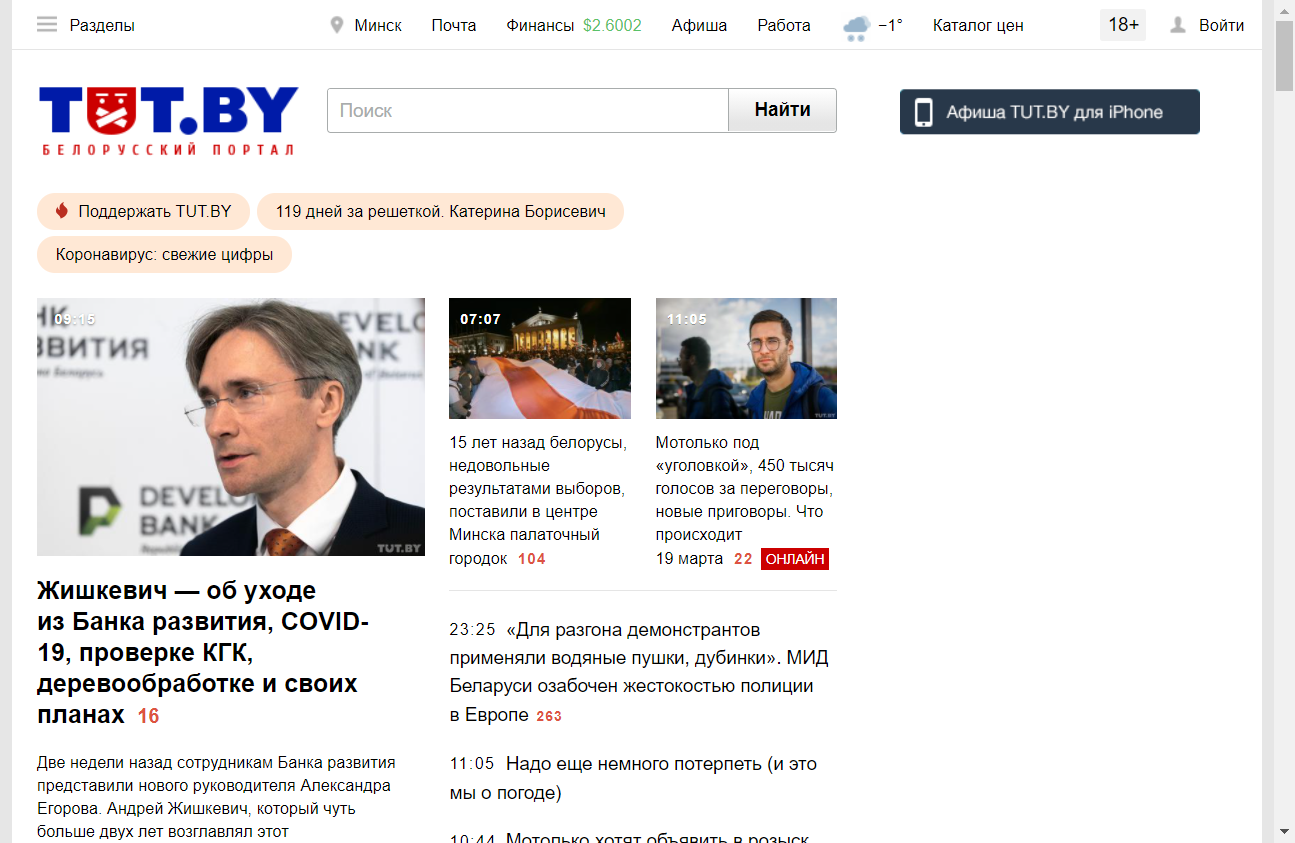 Разделы
Минск
Почта
Финансы $2.6002
Афиша
Работа
−1°
Каталог цен
18+
Войти
TUT.BY
БЕЛОРУССКИЙ ПОРТАЛ
Поиск
Найти
Афиша TUT.BY для iPhone
Поддержать TUT.BY
119 дней за решеткой. Катерина Борисевич
Коронавирус: свежие цифры
09:15
DEVELO
BANK
TUT.BY
Жишкевич — об уходе
из Банка развития, COVID-
19, проверке КГК,
деревообработке и своих
планах 16
Две недели назад сотрудникам Банка развития
представили нового руководителя Александра
Егорова. Андрей Жишкевич, который чуть
больше двух лет возглавлял этот
07:07
15 лет назад белорусы,
недовольные
результатами выборов,
поставили в центре
Минска палаточный
городок 104
11:05
TUT.BY
Мотолько под
«уголовкой», 450 тысяч
голосов за переговоры,
новые приговоры. Что
происходит
19 марта 22 ОНЛАЙН
23:25 «Для разгона демонстрантов
применяли водяные пушки, дубинки». МИД
Беларуси озабочен жестокостью полиции
в Европе 263
11:05 Надо еще немного потерпеть (и это
мы о погоде)
10:44 Мотолько хотят объявить в розыск